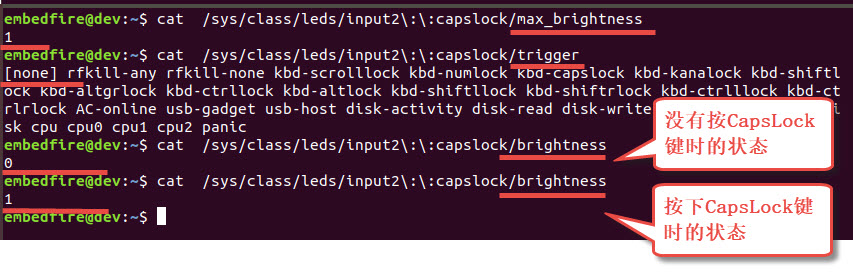 embedfire@dev:~$ cat  /sys/class/leds/input2\:\:capslock/max_brightness
1
embedfire@dev:~$ cat  /sys/class/leds/input2\:\:capslock/trigger
[none] rfkill-any rfkill-none kbd-scrolllock kbd-numlock kbd-capslock kbd-kanalock kbd-shiftl
ock kbd-altgrlock kbd-ctrllock kbd-altlock kbd-shiftllock kbd-shiftrlock kbd-ctrlllock kbd-ct
rlrlock AC-online usb-gadget usb-host disk-activity disk-read disk-write
isk cpu cpu0 cpu1 cpu2 panic
embedfire@dev:~$ cat  /sys/class/leds/input2\:\:capslock/brightness
0
embedfire@dev:~$ cat  /sys/class/leds/input2\:\:capslock/brightness
1
embedfire@dev:~$
没有按CapsLock
键时的状态
按下CapsLock键
时的状态